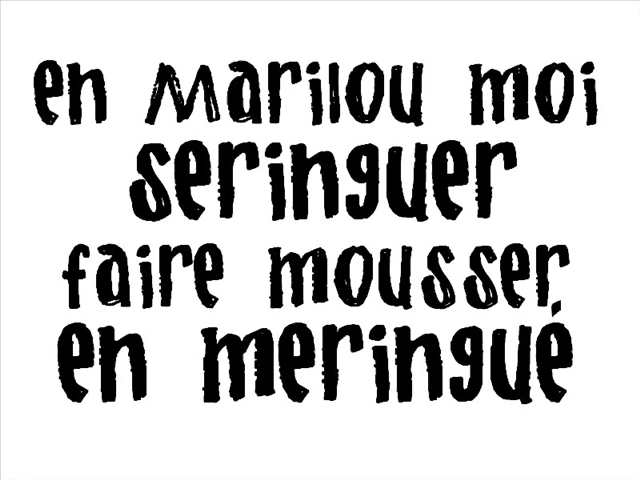 en Marilou moi
seringuer
faire mousser
en meringué